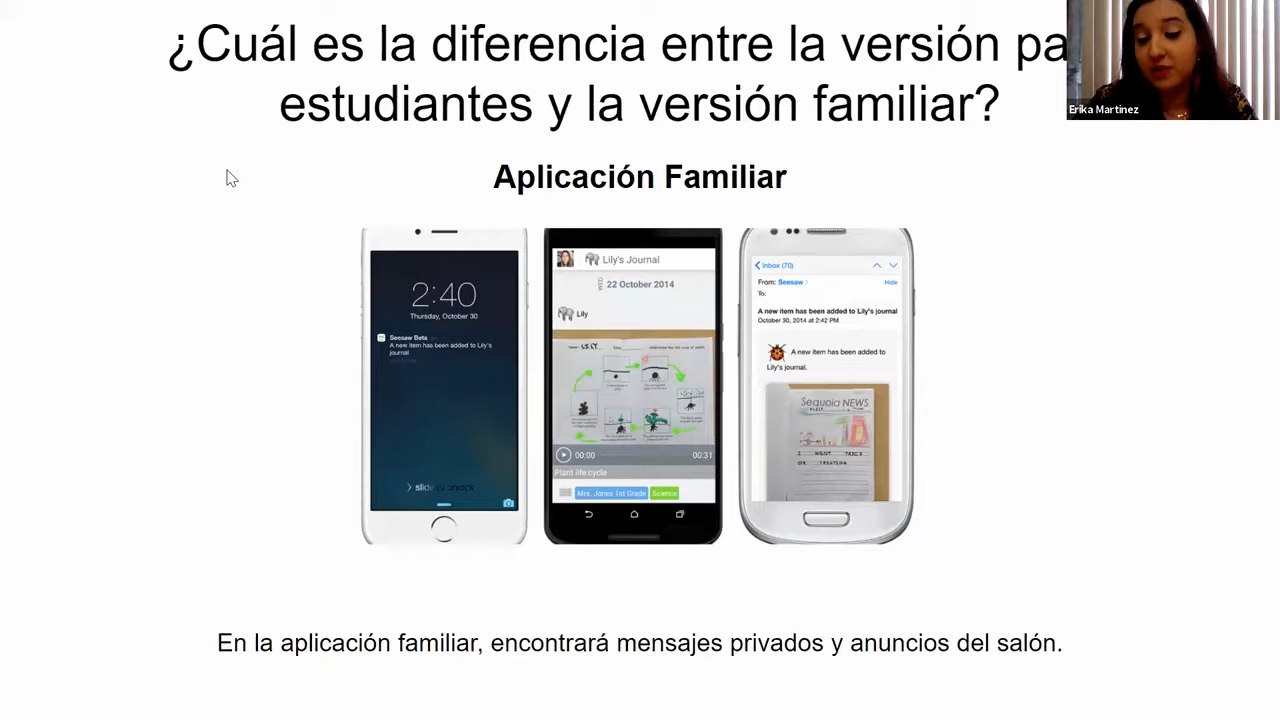 ¿Cuál es la diferencia entre la versión pa
estudiantes y la versión familiar?
Erika Martinez
Aplicación Familiar
2:40
Thursday, October 30
Seesaw Beta
A new item has been added to Lily's
journal
Lily's Journal
WED 22 October 2014
Lily
LILY
00:00 00:31
Plant life cycle
Mrs. Janes 1st Grade Science
Inbox (70)
From: Seesaw Hide
To:
A new item has been added to Lily's journal
October 30, 2014 at 2:42 PM
A new item has been added to
Lily's journal.
Sequoia NEWS
En la aplicación familiar, encontrará mensajes privados y anuncios del salón.